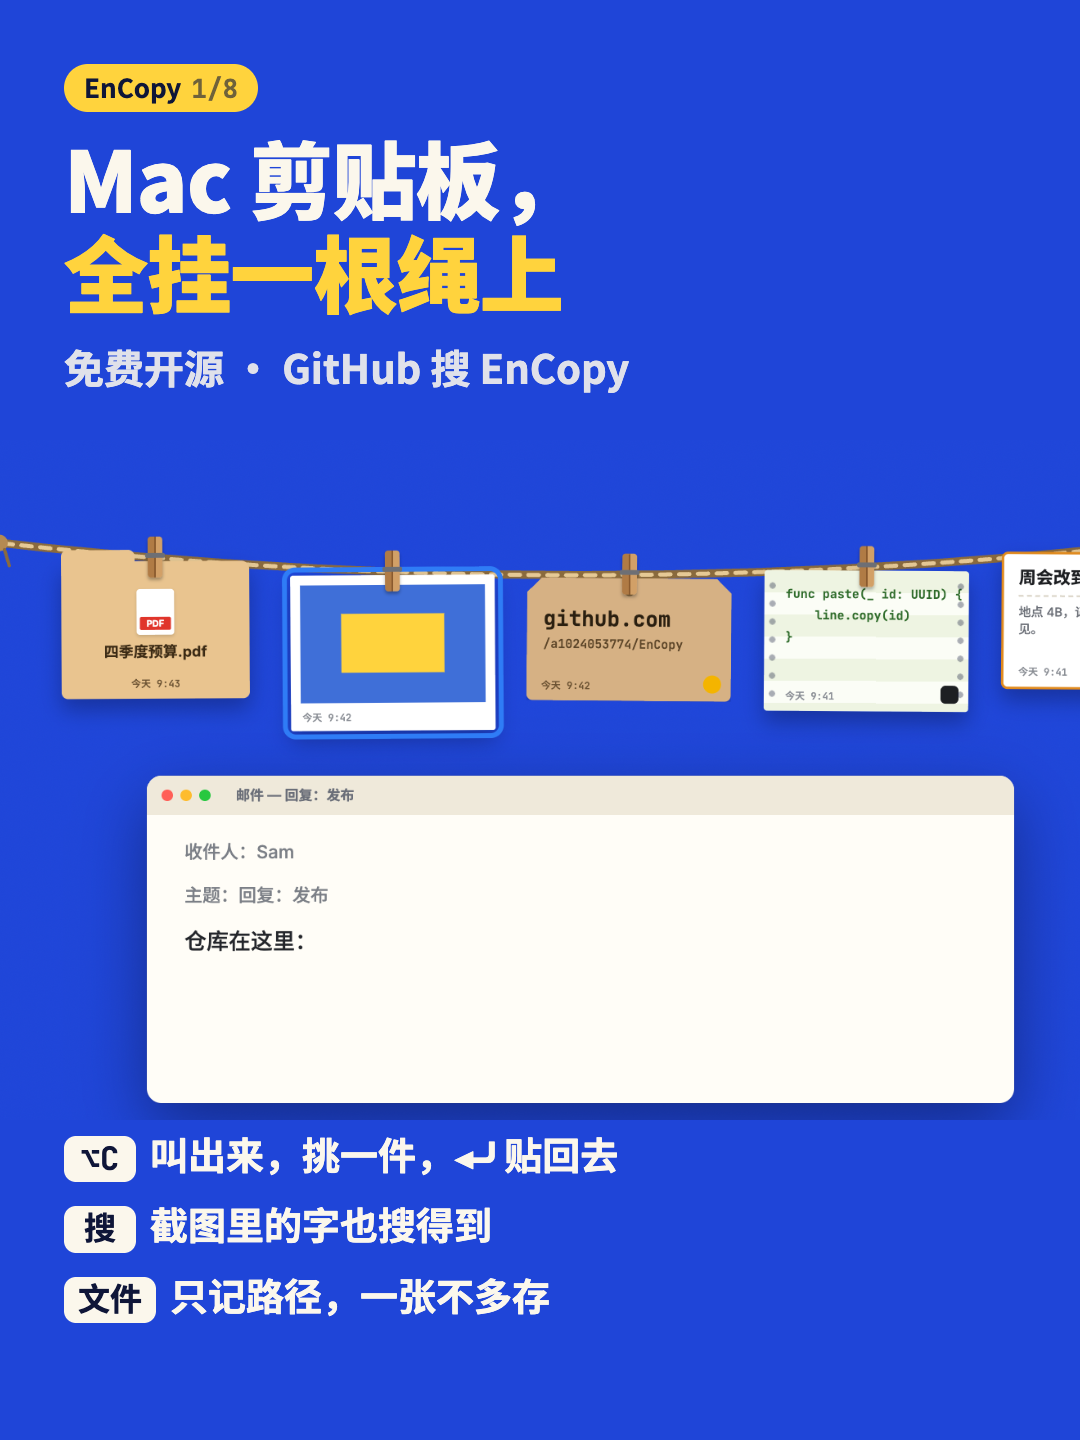 EnCopy 1/8
Mac 剪贴板，
全挂一根绳上
免费开源 · GitHub 搜 EnCopy
PDF
四季度预算.pdf
今天 9:43
今天 9:42
github.com
/a1024053774/EnCopy
今天 9:42
func paste(_ id: UUID) {
line.copy(id)
}
今天 9:41
周会改到
地点 4B，
见。
今天 9:41
邮件 — 回复：发布
收件人：Sam
主题：回复：发布
仓库在这里：
⌥C 叫出来，挑一件，↵ 贴回去
搜 截图里的字也搜得到
文件 只记路径，一张不多存